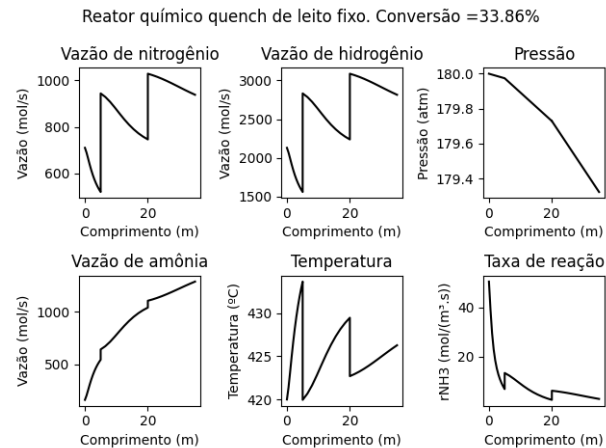 Reator químico quench de leito fixo. Conversão =33.86%
Vazão de nitrogênio
Vazão de hidrogênio
Pressão
Vazão (mol/s)
1000
800
600
0
20
Comprimento (m)
Vazão (mol/s)
3000
2500
2000
1500
0
20
Comprimento (m)
Pressão (atm)
180.0
179.8
179.6
179.4
0
20
Comprimento (m)
Vazão de amônia
Temperatura
Taxa de reação
Vazão (mol/s)
1000
500
0
20
Comprimento (m)
Temperatura (ºC)
430
425
420
0
20
Comprimento (m)
rNH3 (mol/(m³.s))
40
20
0
20
Comprimento (m)